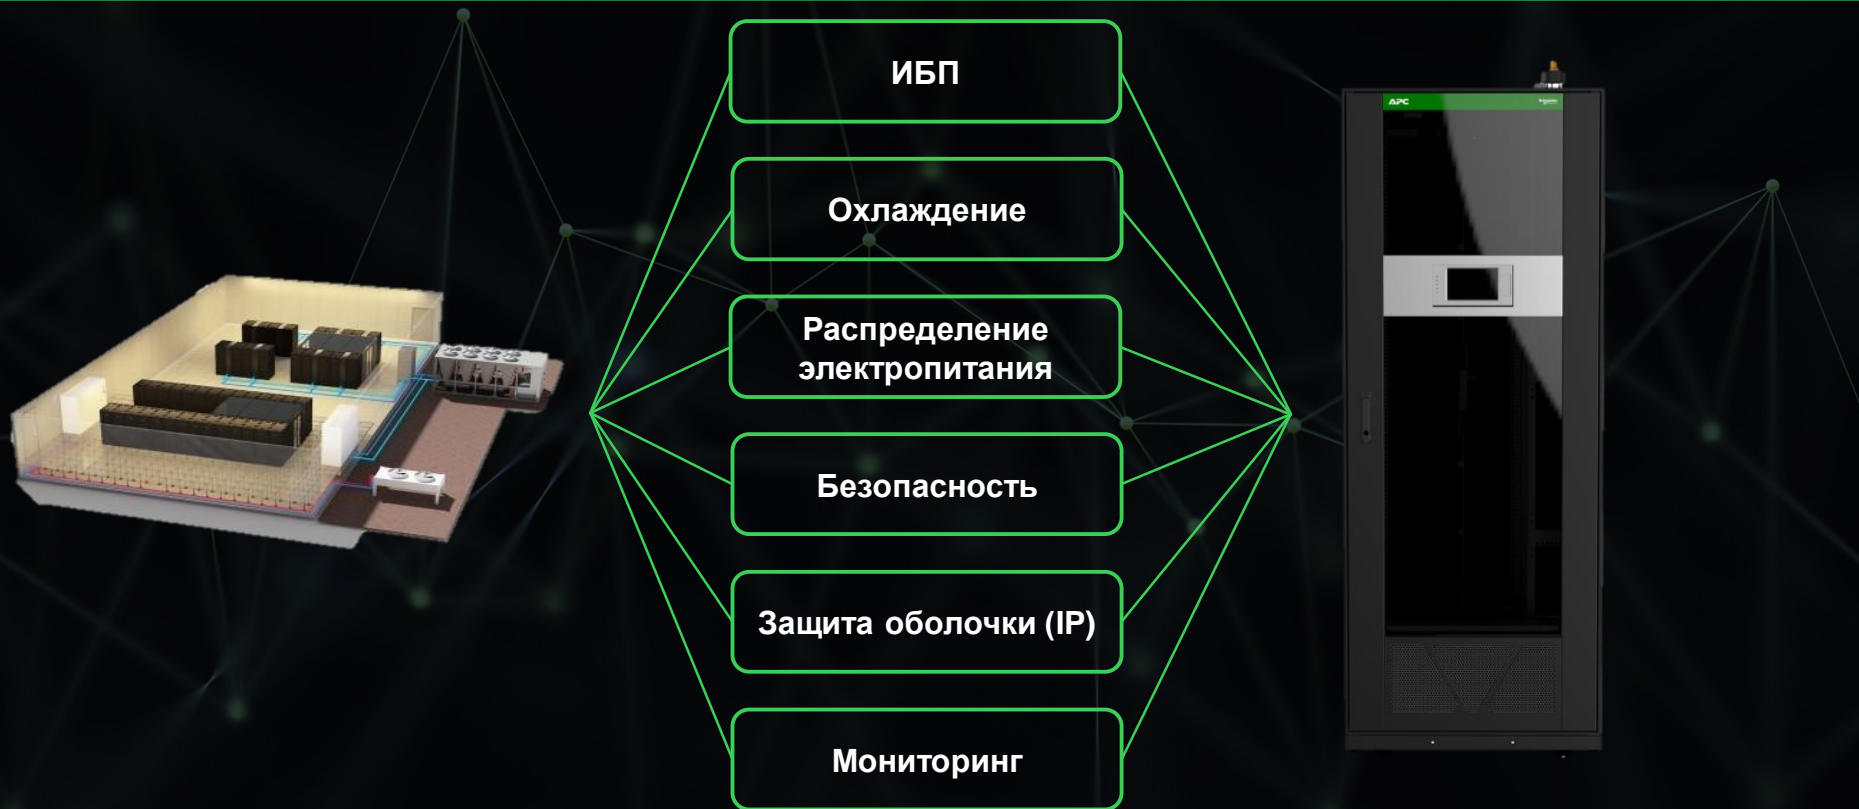 ИБП
APC
Охлаждение
Распределение
электропитания
Безопасность
Защита оболочки (IP)
Мониторинг